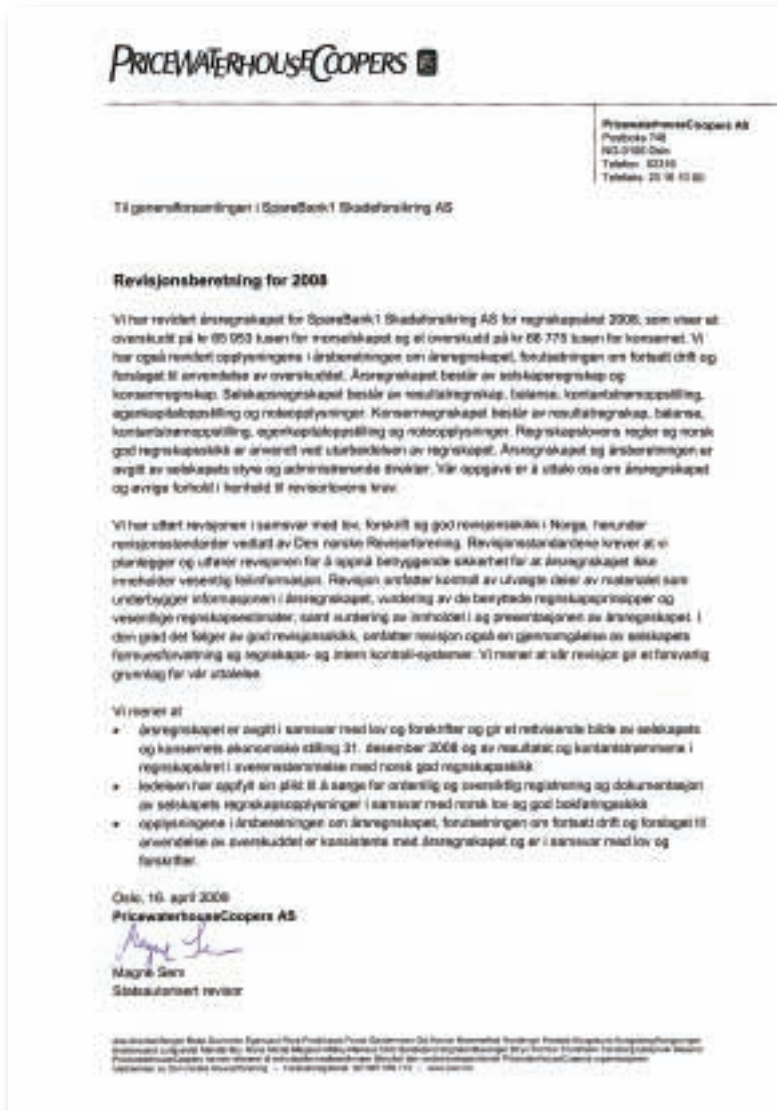 PRICEWATERHOUSECOOPERS
PricewaterhouseCoopers AS
Postboks 748
NO-0106 Oslo
Telefon 02316
Til generalforsamlingen i SpareBank1 Skadeforsikring AS
Revisjonsberetning for 2008
Vi har revidert årsregnskapet for SpareBank1 Skadeforsikring AS for regnskapsåret 2008, som viser et
overskudd på kr tusen for morselskapet og et overskudd på kr tusen for konsernet. Vi
har også revidert opplysningene i årsberetningen om årsregnskapet, forutsetningen om fortsatt drift og
forslaget til anvendelse av overskuddet. Årsregnskapet består av selskapsregnskap og
konsernregnskap. Selskapsregnskapet består av resultatregnskap, balanse, kontantstrømoppstilling,
egenkapitaloppstilling og noteopplysninger. Konsernregnskapet består av resultatregnskap, balanse,
kontantstrømoppstilling, egenkapitaloppstilling og noteopplysninger. Regnskapslovens regler og norsk
god regnskapsskikk er anvendt ved utarbeidelsen av regnskapet. Årsregnskapet og årsberetningen er
avgitt av selskapets styre og administrerende direktør. Vår oppgave er å uttale oss om årsregnskapet
og øvrige forhold i henhold til revisorlovens krav.
Vi har utført revisjonen i samsvar med lov, forskrift og god revisjonsskikk i Norge, herunder
revisjonsstandarder vedtatt av Den norske Revisorforening. Revisjonsstandardene krever at vi
planlegger og utfører revisjonen for å oppnå betryggende sikkerhet for at årsregnskapet ikke
inneholder vesentlig feilinformasjon. Revisjon omfatter kontroll av utvalgte deler av materialet som
underbygger informasjonen i årsregnskapet, vurdering av de benyttede regnskapsprinsipper og
vesentlige regnskapsestimater, samt vurdering av innholdet i og presentasjonen av årsregnskapet. I
den grad det følger av god revisjonsskikk, omfatter revisjon også en gjennomgåelse av selskapets
formuesforvaltning og regnskaps- og intern kontroll-systemer. Vi mener at vår revisjon gir et forsvarlig
grunnlag for vår uttalelse.
Vi mener at
• årsregnskapet er avgitt i samsvar med lov og forskrifter og gir et rettvisende bilde av selskapets
og konsernets økonomiske stilling 31. desember 2008 og av resultatet og kontantstrømmene i
regnskapsåret i overensstemmelse med norsk god regnskapsskikk
• ledelsen har oppfylt sin plikt til å sørge for ordentlig og oversiktlig registrering og dokumentasjon
av selskapets regnskapsopplysninger i samsvar med norsk lov og god bokføringsskikk
• opplysningene i årsberetningen om årsregnskapet, forutsetningen om fortsatt drift og forslaget til
anvendelse av overskuddet er konsistente med årsregnskapet og er i samsvar med lov og
forskrifter.
Oslo, 16. april 2009
PricewaterhouseCoopers AS
Magne Sem
Statsautorisert revisor